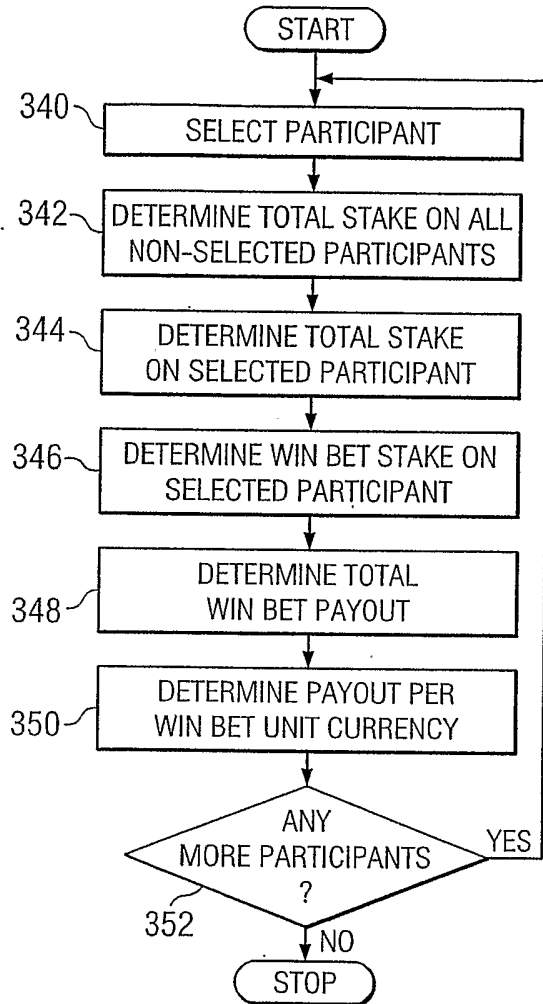 START
340
SELECT PARTICIPANT
342
DETERMINE TOTAL STAKE ON ALL
NON-SELECTED PARTICIPANTS
344
DETERMINE TOTAL STAKE
ON SELECTED PARTICIPANT
346
DETERMINE WIN BET STAKE ON
SELECTED PARTICIPANT
348
DETERMINE TOTAL
WIN BET PAYOUT
350
DETERMINE PAYOUT PER
WIN BET UNIT CURRENCY
ANY
MORE PARTICIPANTS
?
YES
352
NO
STOP